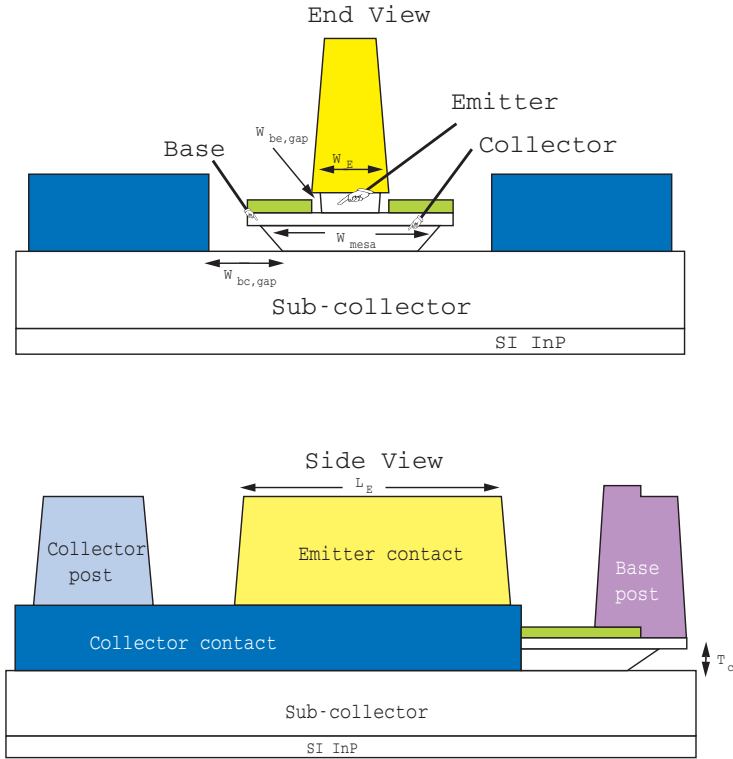 End View
Emitter
W be,gap
Base
Collector
W E
W mesa
W bc,gap
Sub-collector
SI InP
Side View
L E
Collector post
Emitter contact
Base post
Collector contact
T c
Sub-collector
SI InP